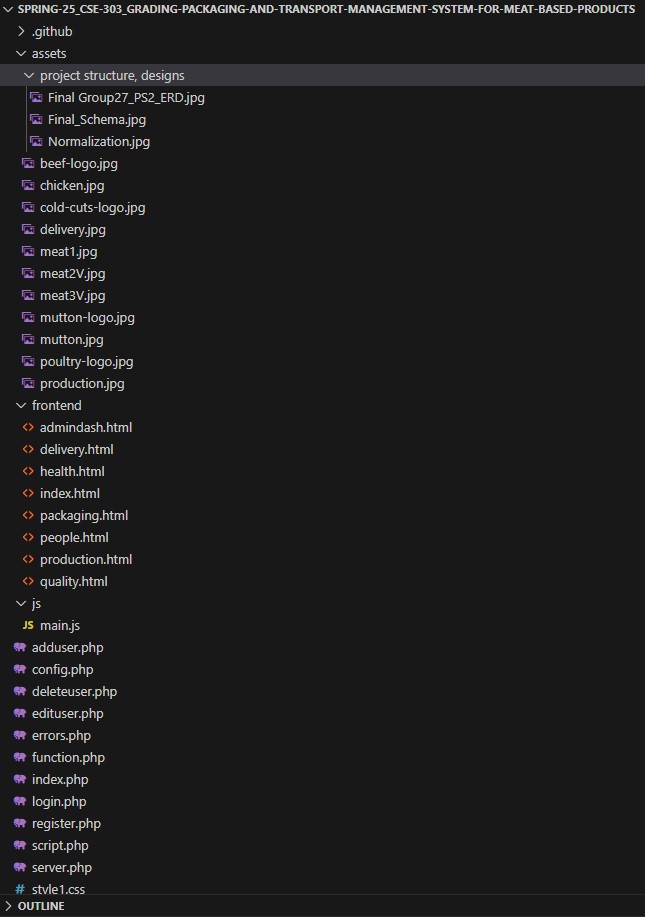 SPRING-25_CSE-303_GRADING-PACKAGING-AND-TRANSPORT-MANAGEMENT-SYSTEM-FOR-MEAT-BASED-PRODUCTS
.github
assets
project structure, designs
Final Group27_PS2_ERD.jpg
Final_Schema.jpg
Normalization.jpg
beef-logo.jpg
chicken.jpg
cold-cuts-logo.jpg
delivery.jpg
meat1.jpg
meat2V.jpg
meat3V.jpg
mutton-logo.jpg
mutton.jpg
poultry-logo.jpg
production.jpg
frontend
admindash.html
delivery.html
health.html
index.html
packaging.html
people.html
production.html
quality.html
js
JS main.js
adduser.php
config.php
deleteuser.php
edituser.php
errors.php
function.php
index.php
login.php
register.php
script.php
server.php
# style1.css
OUTLINE